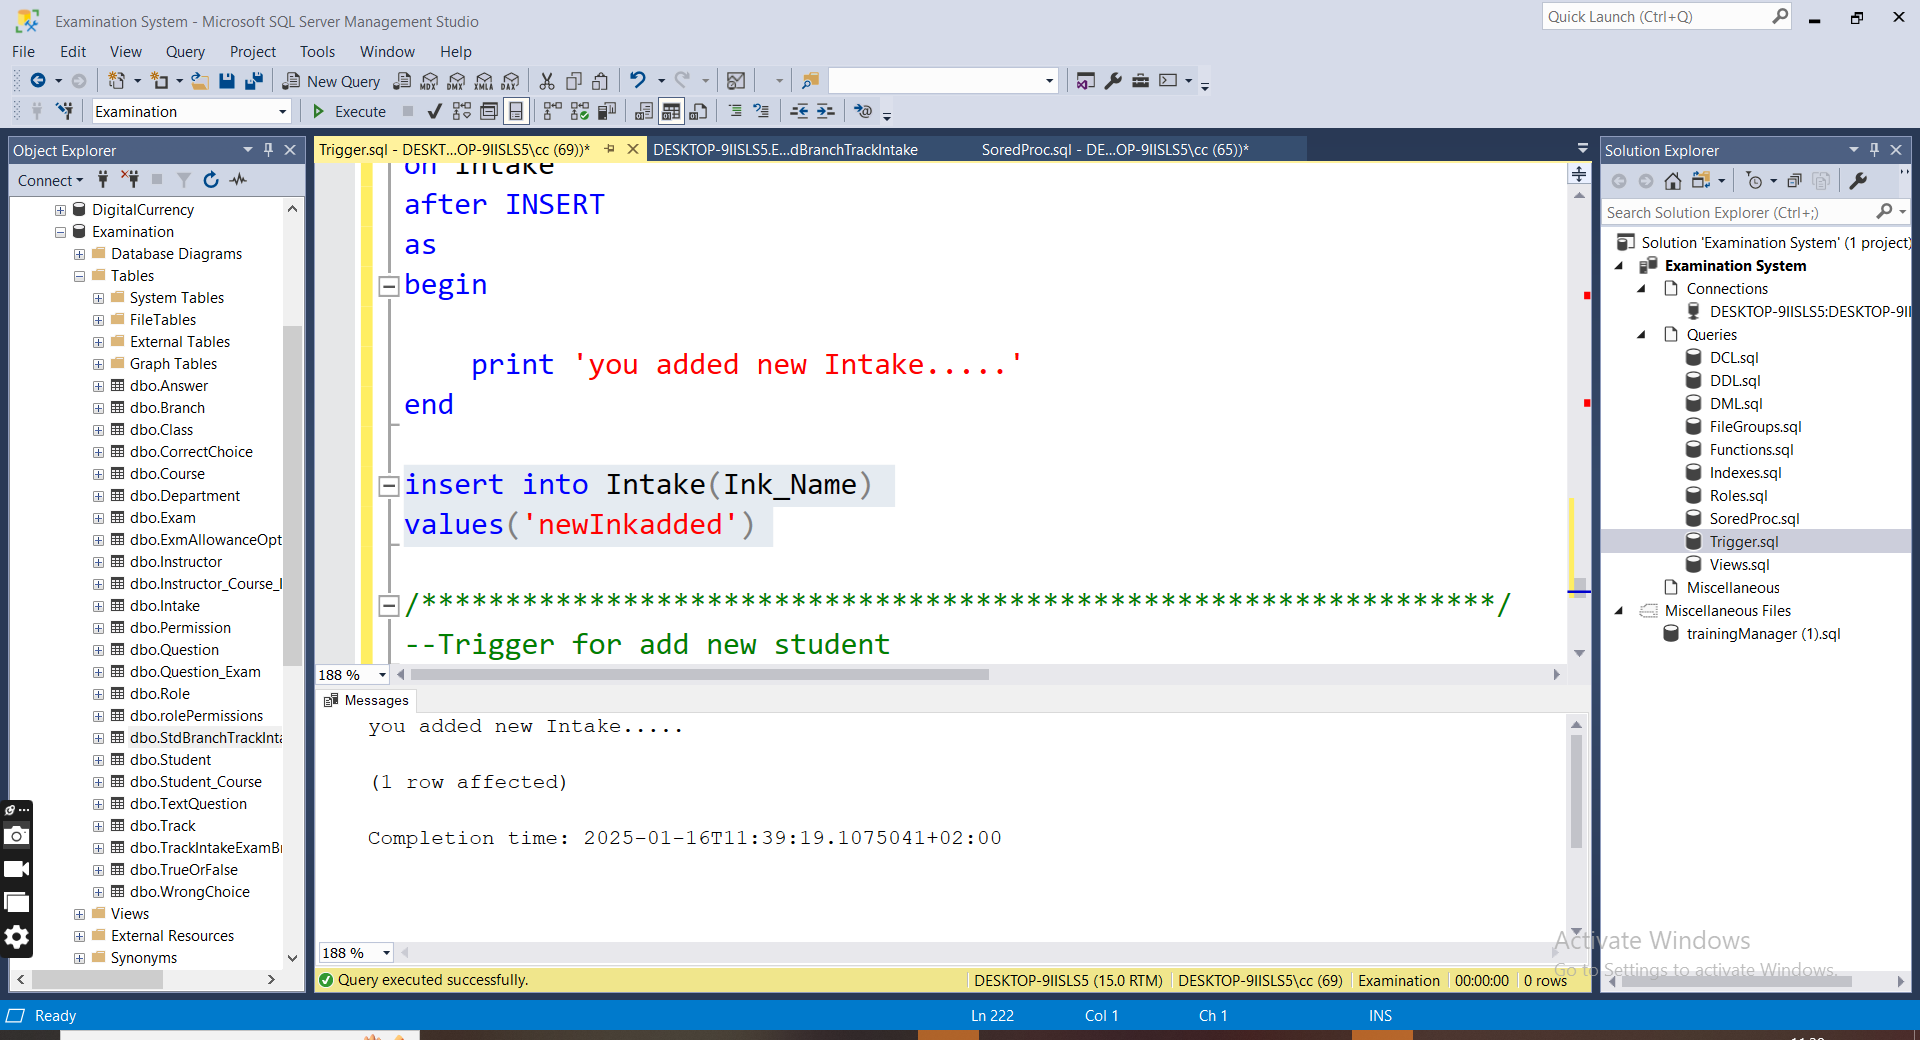 Examination System - Microsoft SQL Server Management Studio
Quick Launch (Ctrl+Q)
File Edit View Query Project Tools Window Help
New Query
MDX DMX XMLA DAX
Examination
Execute
Object Explorer
Connect
DigitalCurrency
Examination
Database Diagrams
Tables
System Tables
FileTables
External Tables
Graph Tables
dbo.Answer
dbo.Branch
dbo.Class
dbo.CorrectChoice
dbo.Course
dbo.Department
dbo.Exam
dbo.ExmAllowanceOpt
dbo.Instructor
dbo.Instructor_Course_
dbo.Intake
dbo.Permission
dbo.Question
dbo.Question_Exam
dbo.Role
dbo.rolePermissions
dbo.StdBranchTrackInta
dbo.Student
dbo.Student_Course
dbo.TextQuestion
dbo.Track
dbo.TrackIntakeExamB
dbo.TrueOrFalse
dbo.WrongChoice
Views
External Resources
Synonyms
Trigger.sql - DESKT...OP-9IISLS5\cc (69))*
DESKTOP-9IISLS5.E...dBranchTrackIntake
SoredProc.sql - DE...OP-9IISLS5\cc (65))*
on Intake
after INSERT
as
begin
print 'you added new Intake.....'
end
insert into Intake(Ink_Name)
values('newInkadded')
/****************************************************************/
--Trigger for add new student
188 %
Messages
you added new Intake.....
(1 row affected)
Completion time: 2025-01-16T11:39:19.1075041+02:00
188 %
Query executed successfully.
DESKTOP-9IISLS5 (15.0 RTM)
DESKTOP-9IISLS5\cc (69)
Examination
00:00:00
0 rows
Solution Explorer
Search Solution Explorer (Ctrl+;)
Solution 'Examination System' (1 project)
Examination System
Connections
DESKTOP-9IISLS5:DESKTOP-9II
Queries
DCL.sql
DDL.sql
DML.sql
FileGroups.sql
Functions.sql
Indexes.sql
Roles.sql
SoredProc.sql
Trigger.sql
Views.sql
Miscellaneous
Miscellaneous Files
trainingManager (1).sql
Activate Windows
Go to Settings to activate Windows.
Ready
Ln 222
Col 1
Ch 1
INS